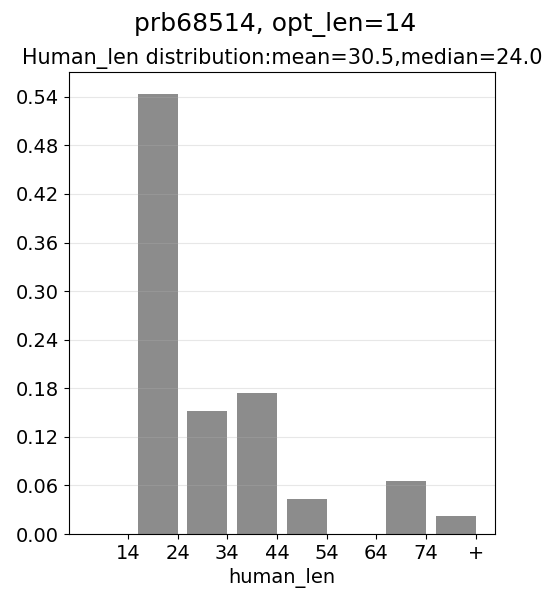 prb68514, opt_len=14
Human_len distribution:mean=30.5,median=24.0
0.54
0.48
0.42
0.36
0.30
0.24
0.18
0.12
0.06
0.00
14 24 34 44 54 64 74 +
human_len